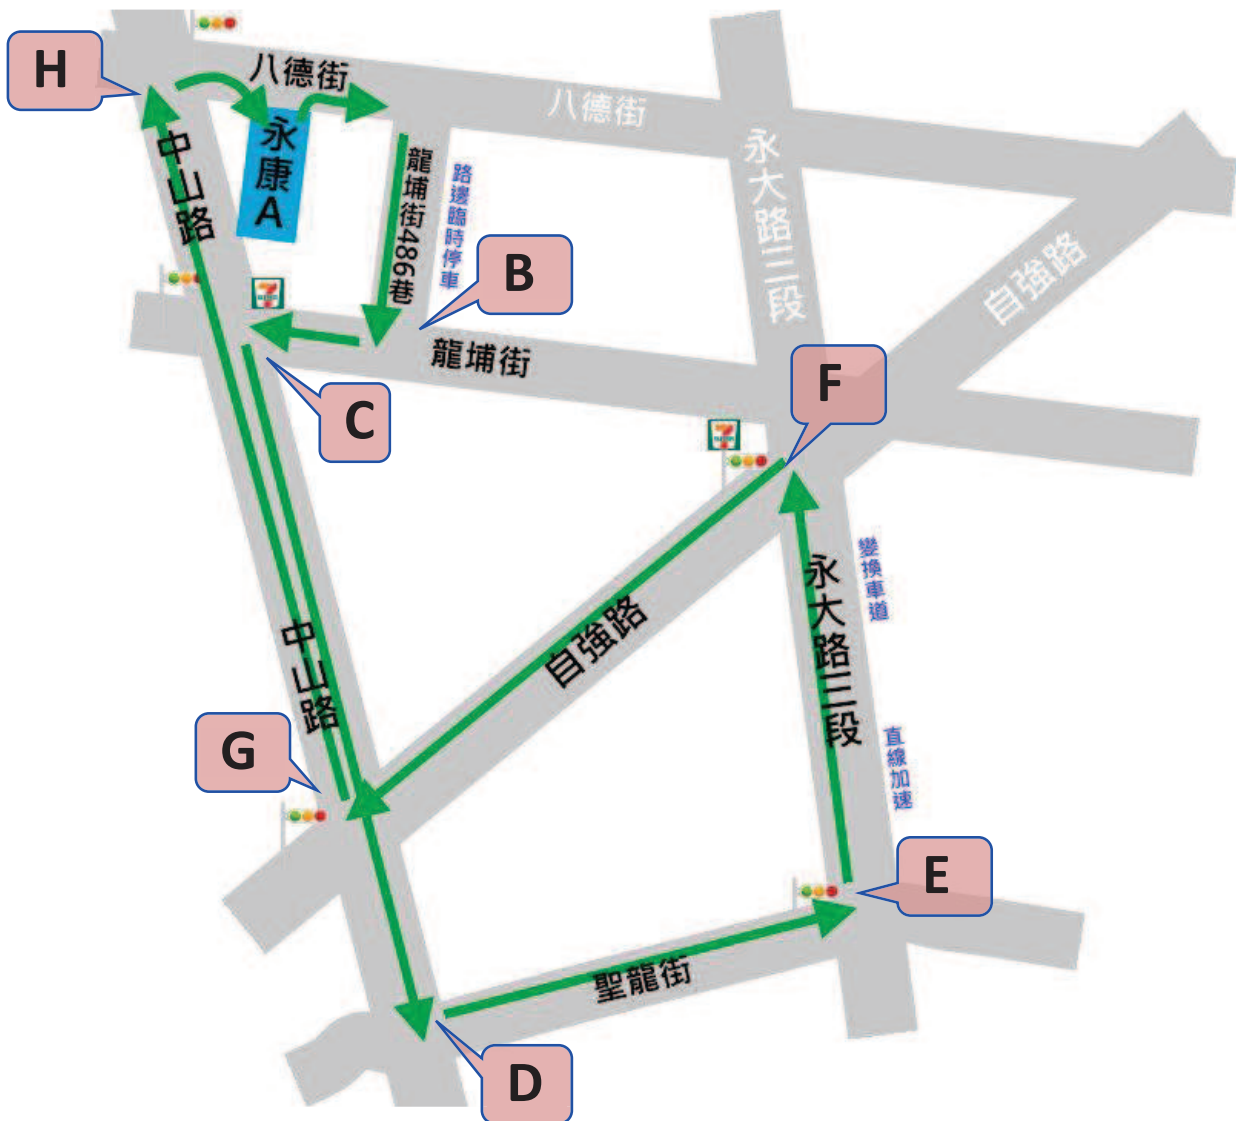 H
八德街
八德街
永康A
中山路
龍埔街486巷
路邊臨時停車
永大路三段
自強路
B
龍埔街
C
F
7
7
變換車道
永大路三段
自強路
中山路
G
直線加速
E
聖龍街
D